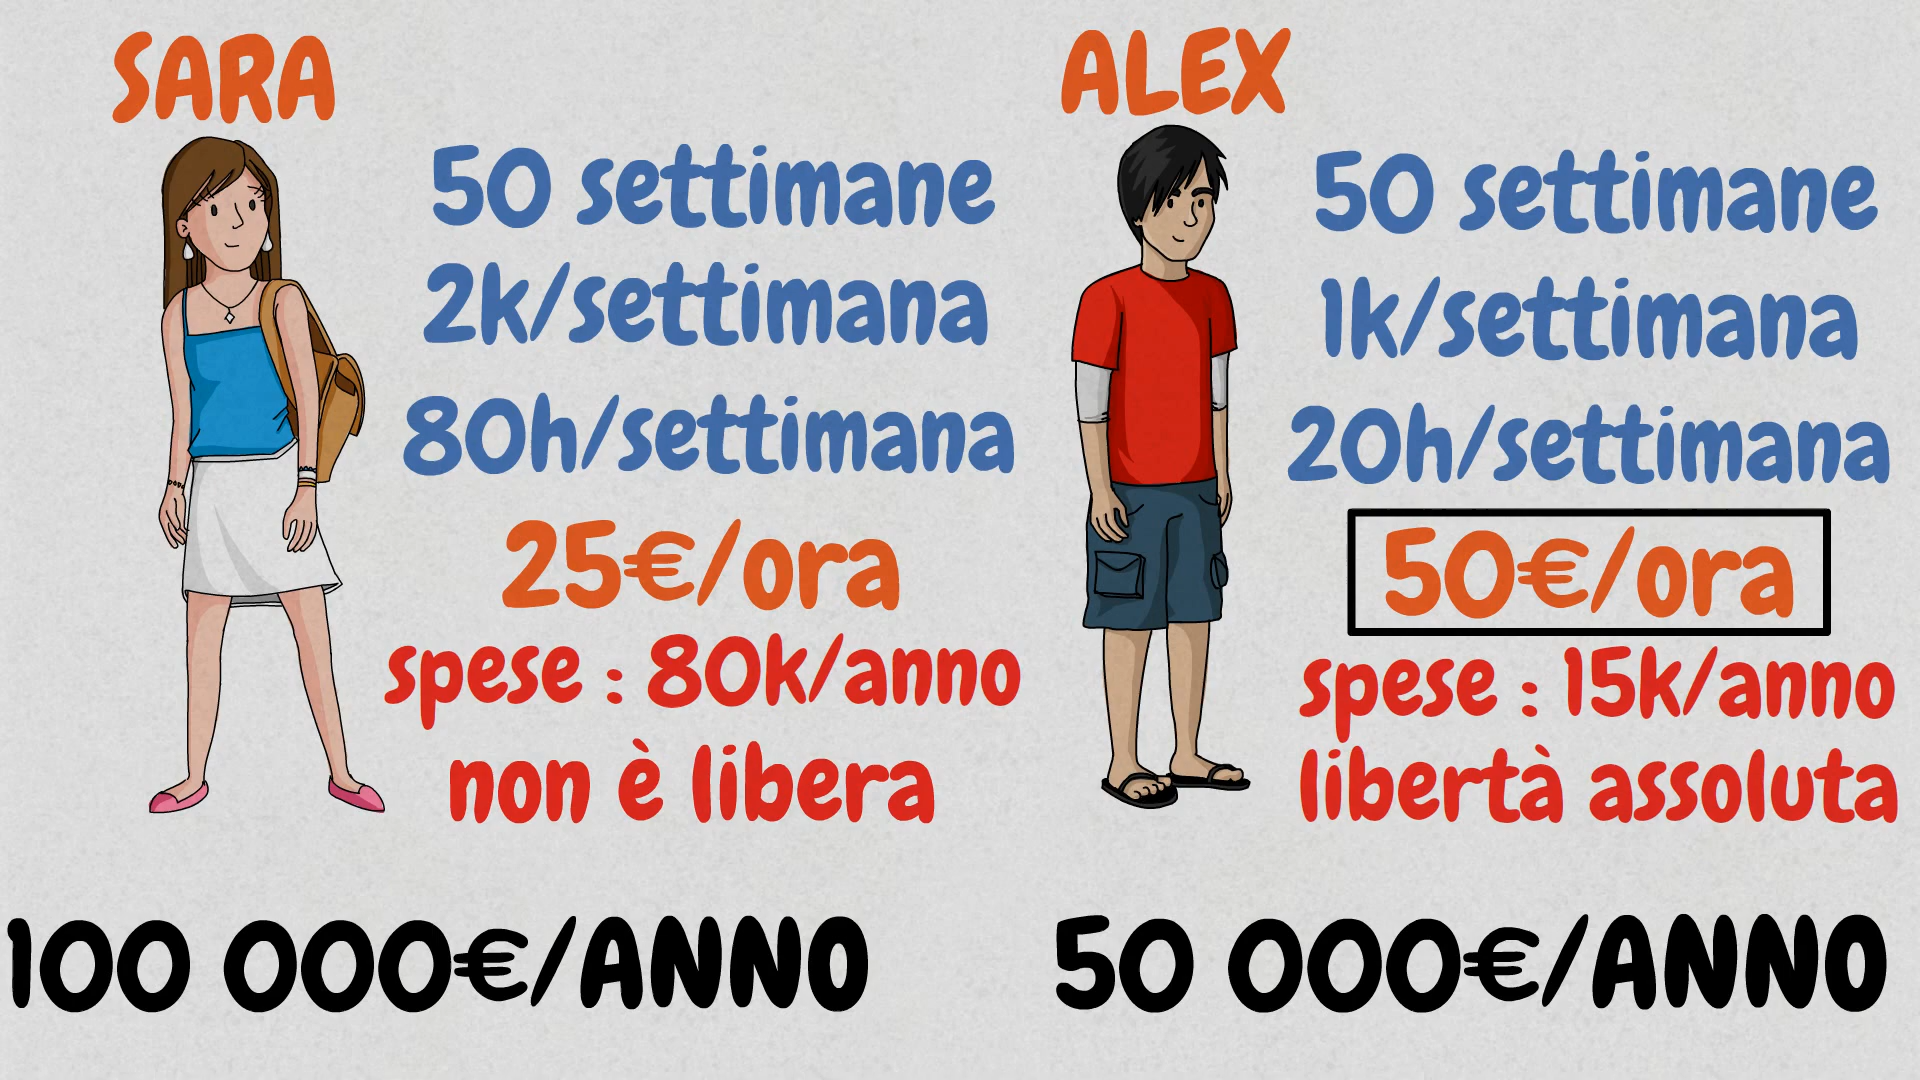 SARA
50 settimane
2k/settimana
80h/settimana
25€/ora
spese : 80k/anno
non è libera
100 000€/ANNO
ALEX
50 settimane
1k/settimana
20h/settimana
50€/ora
spese : 15k/anno
libertà assoluta
50 000€/ANNO